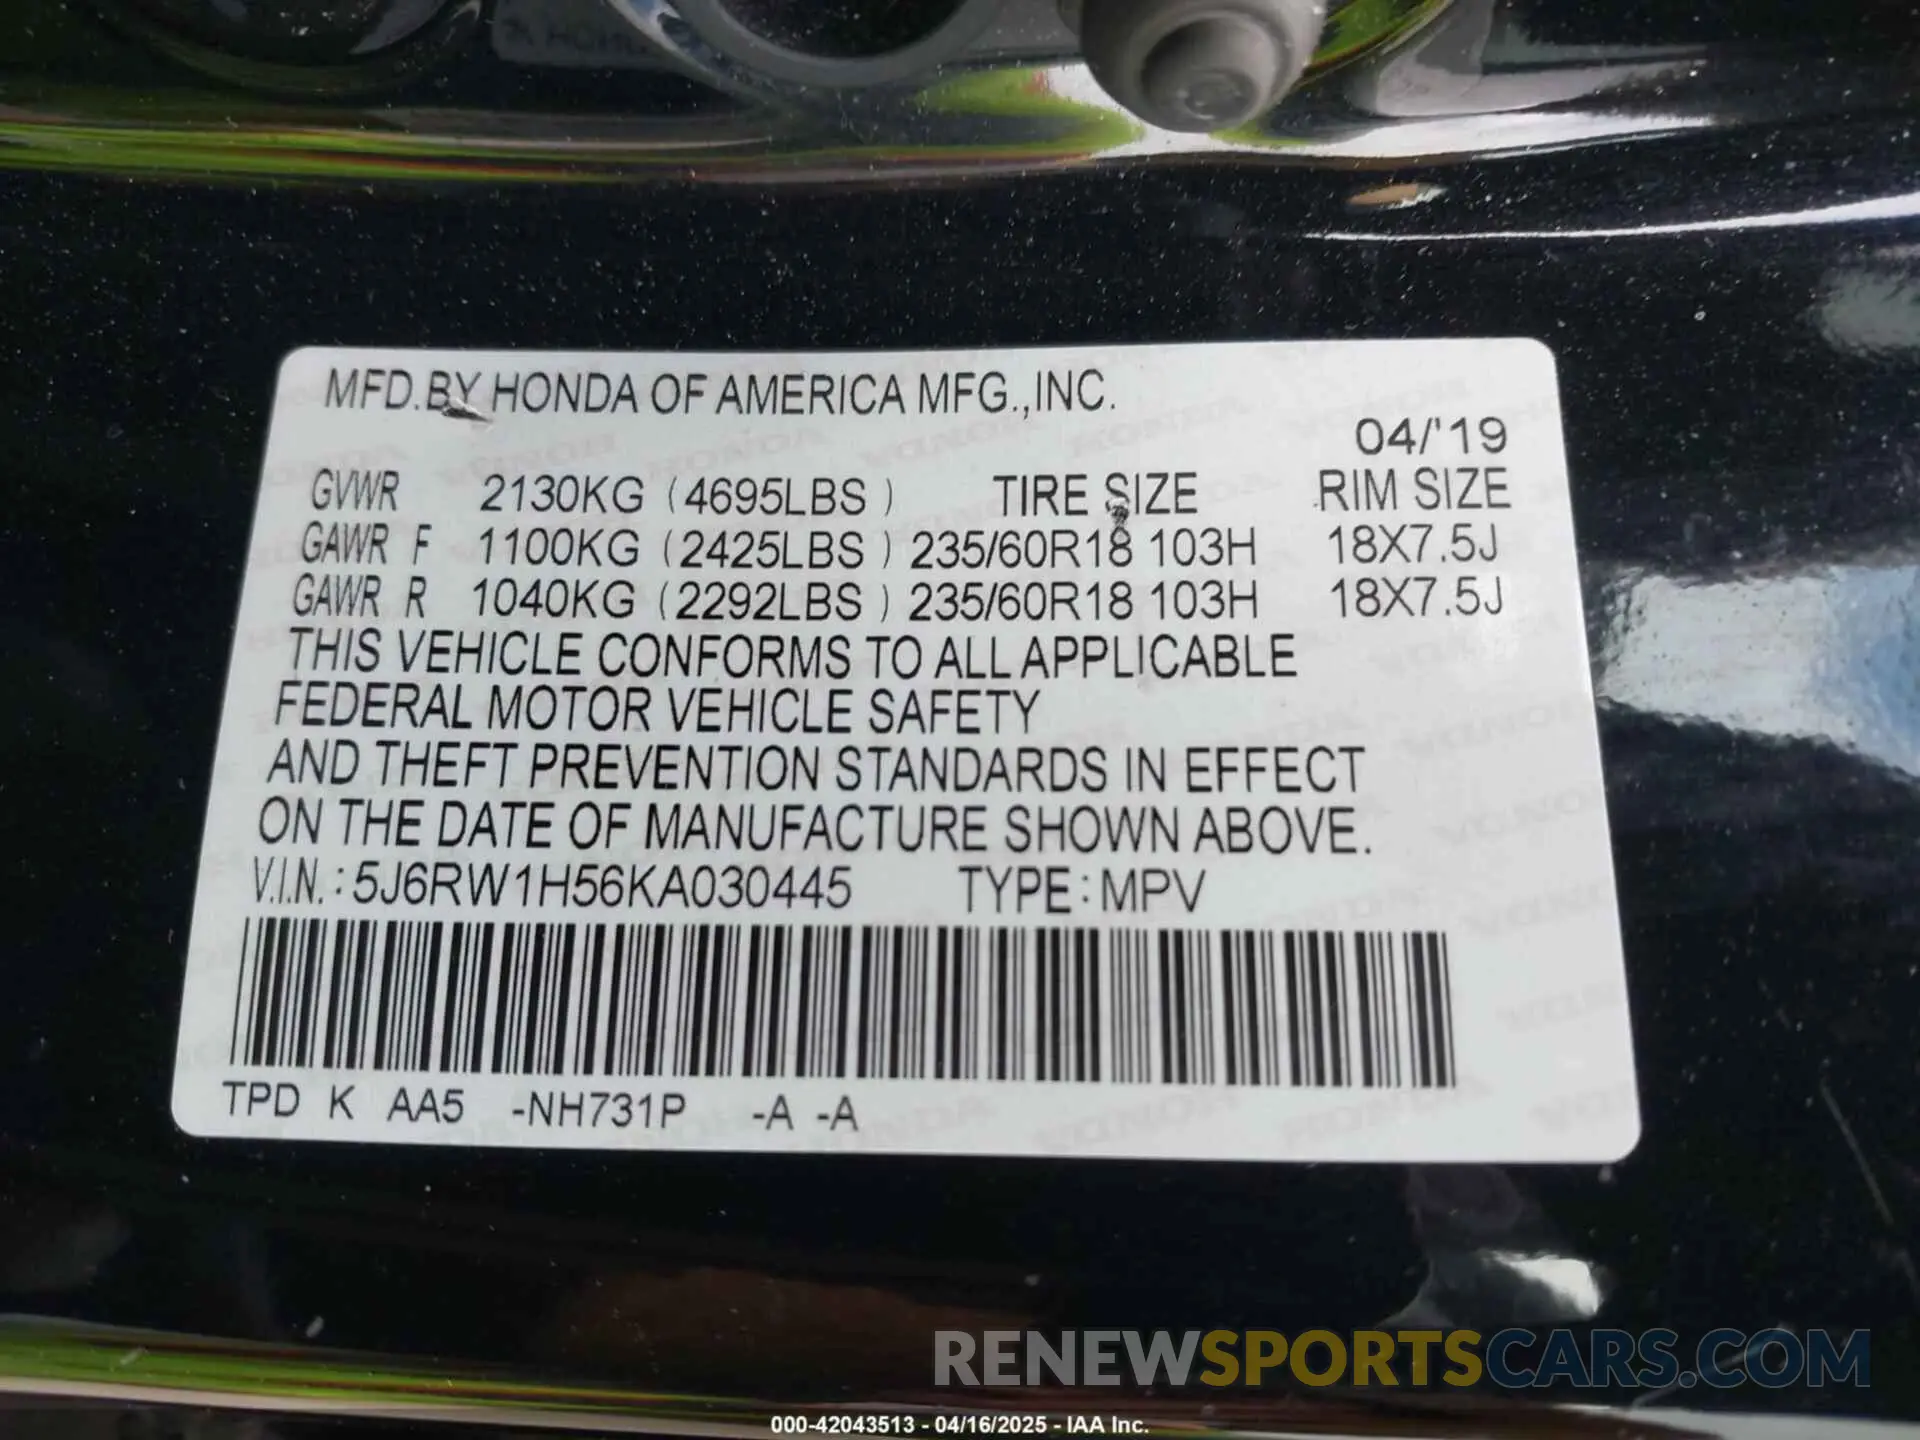 MFD.BY HONDA OF AMERICA MFG.,INC.
04/'19
GVWR 2130KG (4695LBS) TIRE SIZE RIM SIZE
GAWR F 1100KG (2425LBS) 235/60R18 103H 18X7.5J
GAWR R 1040KG (2292LBS) 235/60R18 103H 18X7.5J
THIS VEHICLE CONFORMS TO ALL APPLICABLE
FEDERAL MOTOR VEHICLE SAFETY
AND THEFT PREVENTION STANDARDS IN EFFECT
ON THE DATE OF MANUFACTURE SHOWN ABOVE.
V.I.N.: 5J6RW1H56KA030445 TYPE: MPV
TPD K AA5 -NH731P -A -A
RENEWSPORTSCARS.COM
000-42043513 - 04/16/2025 - IAA Inc.